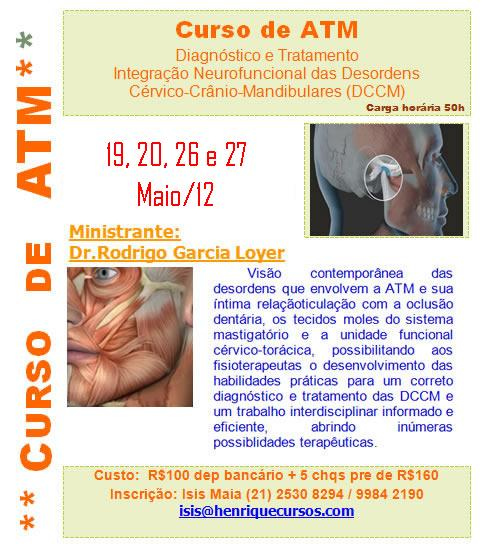 ** CURSO DE ATM**
Curso de ATM
Diagnóstico e Tratamento
Integração Neurofuncional das Desordens
Cérvico-Crânio-Mandibulares (DCCM)
Carga horária 50h
19, 20, 26 e 27
Maio/12
Ministrante:
Dr.Rodrigo Garcia Loyer
Visão contemporânea das
desordens que envolvem a ATM e sua
íntima relaçãoticulação com a oclusão
dentária, os tecidos moles do sistema
mastigatório e a unidade funcional
cérvico-torácica, possibilitando aos
fisioterapeutas o desenvolvimento das
habilidades práticas para um correto
diagnóstico e tratamento das DCCM e
um trabalho interdisciplinar informado e
eficiente, abrindo inúmeras
possiblidades terapêuticas.
Custo: R$100 dep bancário + 5 chqs pre de R$160
Inscrição: Isis Maia (21) 2530 8294 / 9984 2190
isis@henriquecursos.com